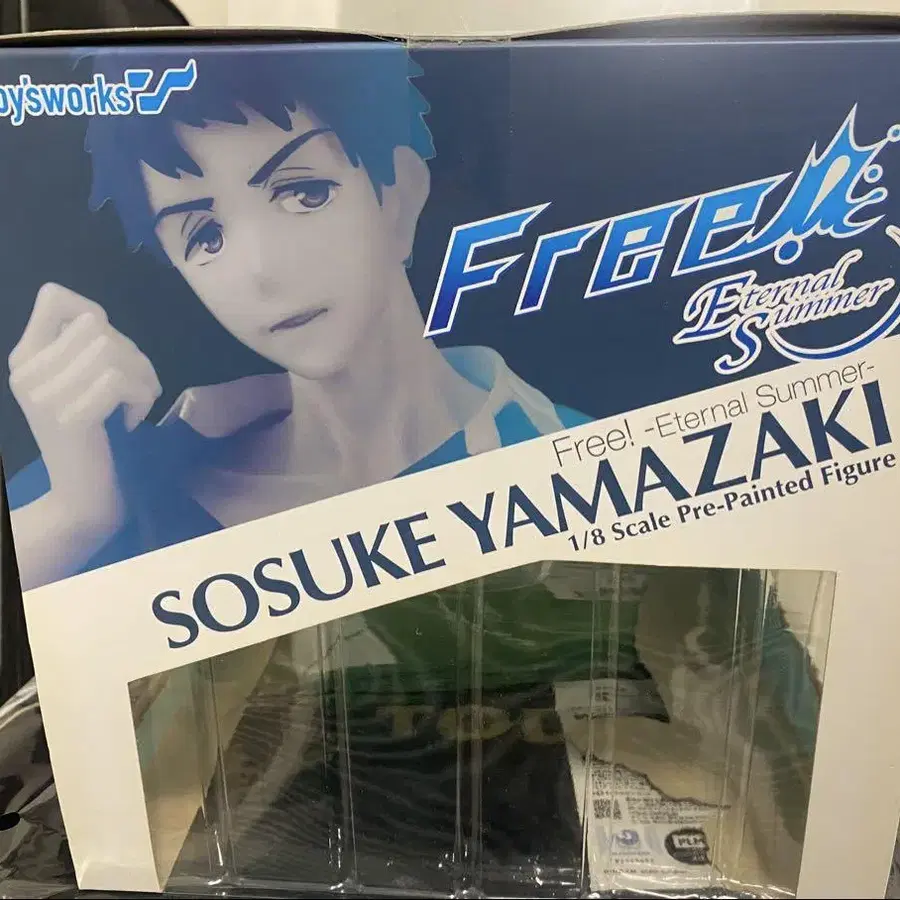 oy'sworks
Free!
Eternal
Summer
Free! -Eternal Summer-
SOSUKE YAMAZAKI
1/8 Scale Pre-Painted Figure